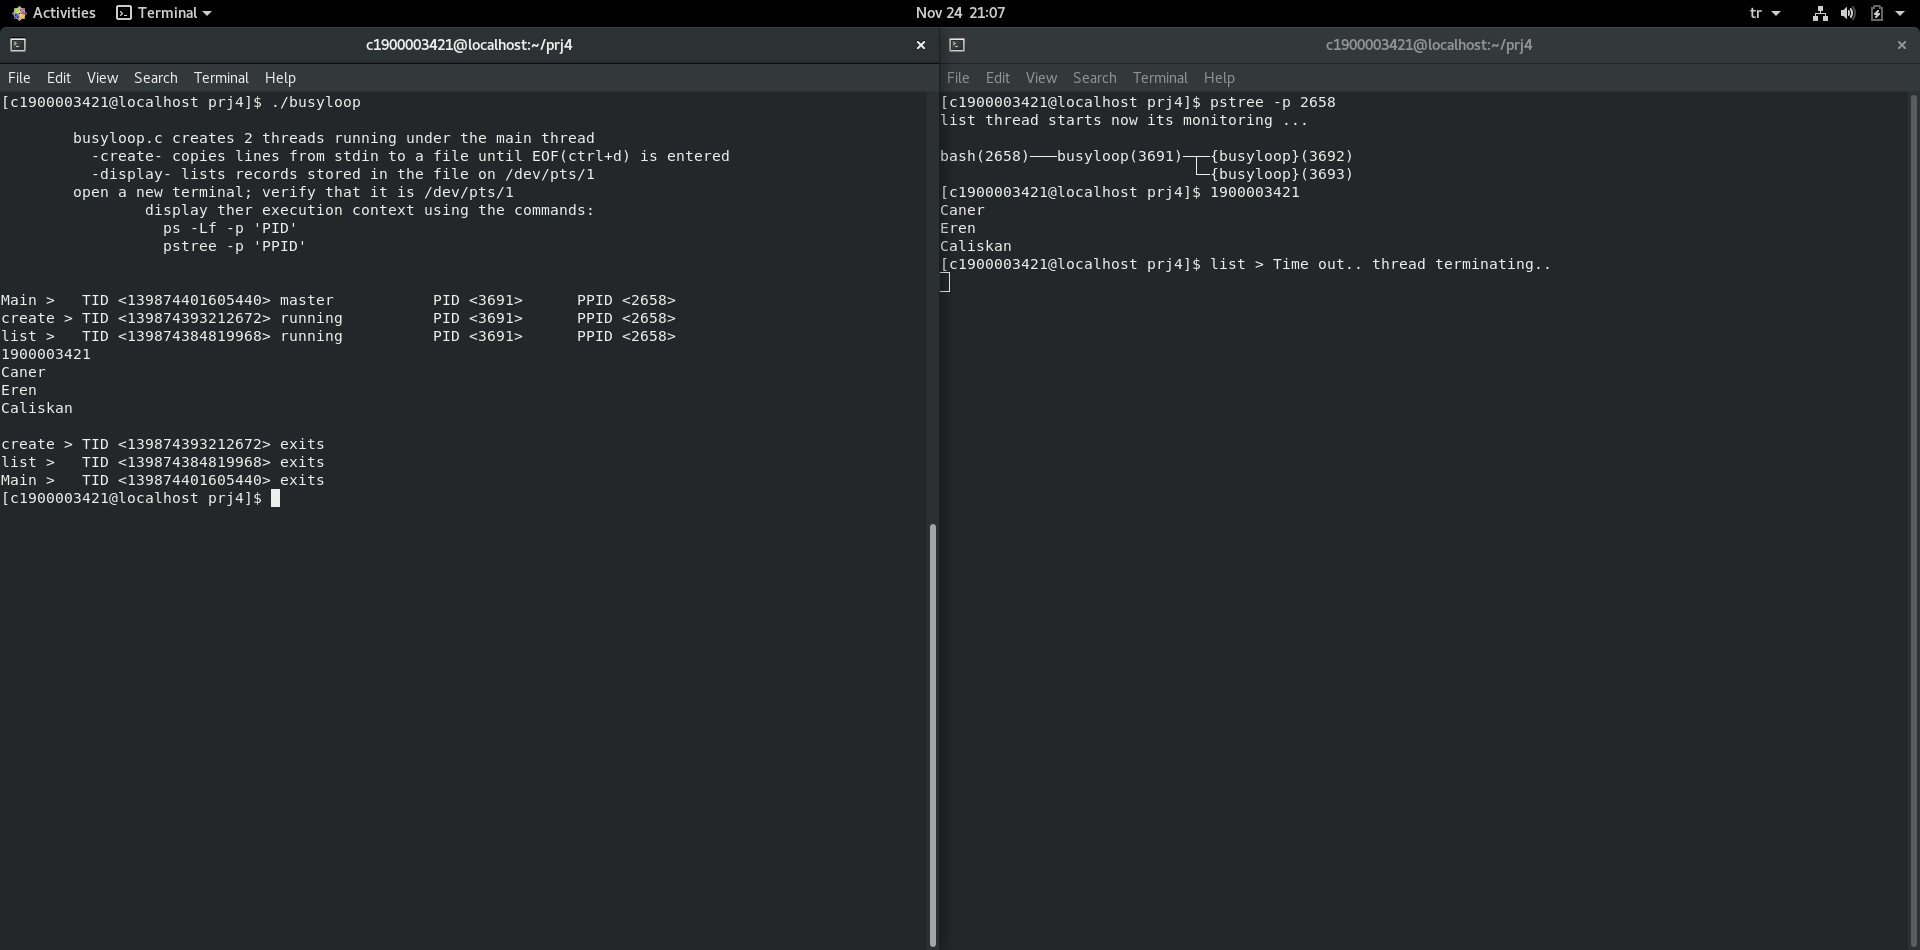 Activities Terminal Nov 24 21:07 tr
c1900003421@localhost:~/prj4
File Edit View Search Terminal Help
[c1900003421@localhost prj4]$ ./busyloop
busyloop.c creates 2 threads running under the main thread
-create- copies lines from stdin to a file until EOF(ctrl+d) is entered
-display- lists records stored in the file on /dev/pts/1
open a new terminal; verify that it is /dev/pts/1
display ther execution context using the commands:
ps -Lf -p 'PID'
pstree -p 'PPID'
Main >   TID <139874401605440> master           PID <3691>      PPID <2658>
create > TID <139874393212672> running          PID <3691>      PPID <2658>
list >   TID <139874384819968> running          PID <3691>      PPID <2658>
1900003421
Caner
Eren
Caliskan
create > TID <139874393212672> exits
list >   TID <139874384819968> exits
Main >   TID <139874401605440> exits
[c1900003421@localhost prj4]$
c1900003421@localhost:~/prj4
File Edit View Search Terminal Help
[c1900003421@localhost prj4]$ pstree -p 2658
list thread starts now its monitoring ...
bash(2658)───busyloop(3691)─┬─{busyloop}(3692)
└─{busyloop}(3693)
[c1900003421@localhost prj4]$ 1900003421
Caner
Eren
Caliskan
[c1900003421@localhost prj4]$ list > Time out.. thread terminating..